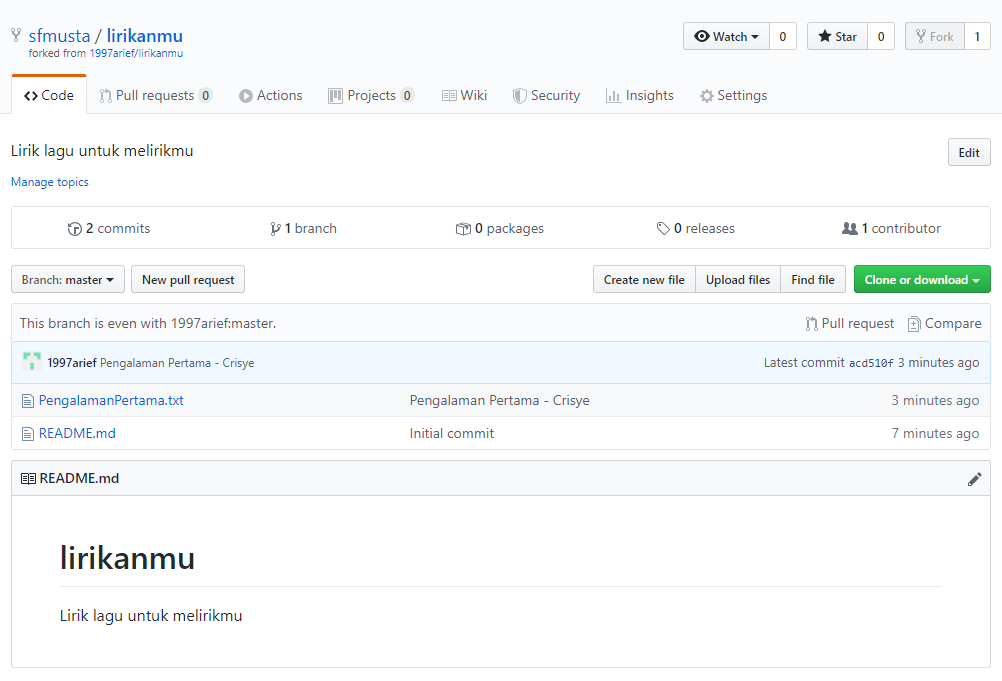 sfmusta / lirikanmu
forked from 1997arief/lirikanmu
Watch 0 Star 0 Fork 1
Code Pull requests 0 Actions Projects 0 Wiki Security Insights Settings
Lirik lagu untuk melirikmu
Edit
Manage topics
2 commits 1 branch 0 packages 0 releases 1 contributor
Branch: master New pull request Create new file Upload files Find file Clone or download
This branch is even with 1997arief:master. Pull request Compare
1997arief Pengalaman Pertama - Crisye Latest commit acd510f 3 minutes ago
PengalamanPertama.txt Pengalaman Pertama - Crisye 3 minutes ago
README.md Initial commit 7 minutes ago
README.md
lirikanmu
Lirik lagu untuk melirikmu